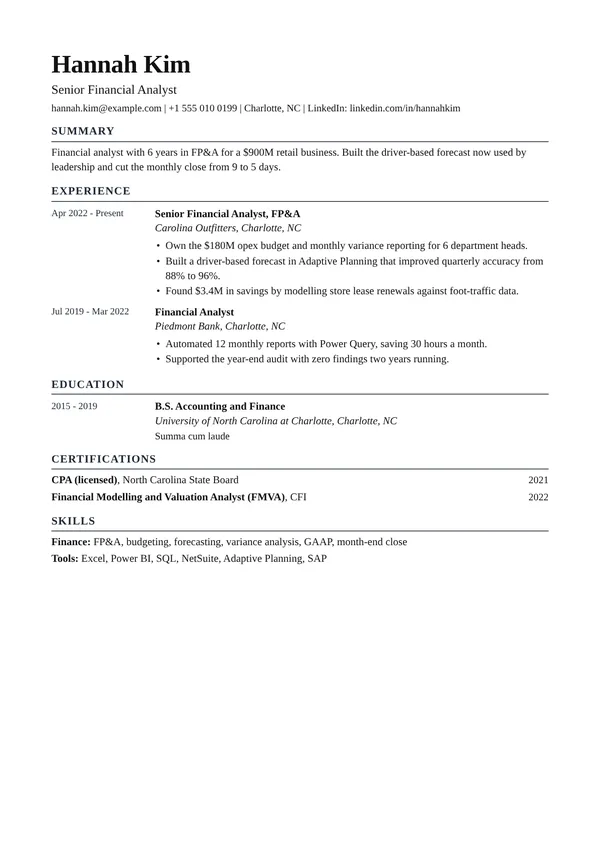 Hannah Kim
Senior Financial Analyst
hannah.kim@example.com | +1 555 010 0199 | Charlotte, NC | LinkedIn: linkedin.com/in/hannahkim
SUMMARY
Financial analyst with 6 years in FP&A for a $900M retail business. Built the driver-based forecast now used by
leadership and cut the monthly close from 9 to 5 days.
EXPERIENCE
Apr 2022 - Present
Senior Financial Analyst, FP&A
Carolina Outfitters, Charlotte, NC
• Own the $180M opex budget and monthly variance reporting for 6 department heads.
• Built a driver-based forecast in Adaptive Planning that improved quarterly accuracy from
88% to 96%.
• Found $3.4M in savings by modelling store lease renewals against foot-traffic data.
Jul 2019 - Mar 2022
Financial Analyst
Piedmont Bank, Charlotte, NC
• Automated 12 monthly reports with Power Query, saving 30 hours a month.
• Supported the year-end audit with zero findings two years running.
EDUCATION
2015 - 2019
B.S. Accounting and Finance
University of North Carolina at Charlotte, Charlotte, NC
Summa cum laude
CERTIFICATIONS
CPA (licensed), North Carolina State Board 2021
Financial Modelling and Valuation Analyst (FMVA), CFI 2022
SKILLS
Finance: FP&A, budgeting, forecasting, variance analysis, GAAP, month-end close
Tools: Excel, Power BI, SQL, NetSuite, Adaptive Planning, SAP